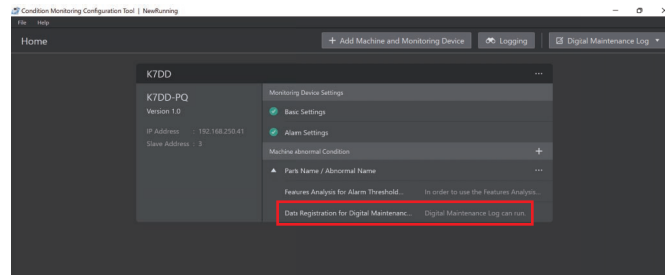 Condition Monitoring Configuration Tool | NewRunning
File Help
Home
+ Add Machine and Monitoring Device
Logging
Digital Maintenance Log
K7DD
K7DD-PQ
Version 1.0
IP Address : 192.168.250.41
Slave Address : 3
Monitoring Device Settings
Basic Settings
Alarm Settings
Machine abnormal Condition
Parts Name / Abnormal Name
Features Analysis for Alarm Threshold... In order to use the Features Analysis...
Data Registration for Digital Maintenanc... Digital Maintenance Log can run.